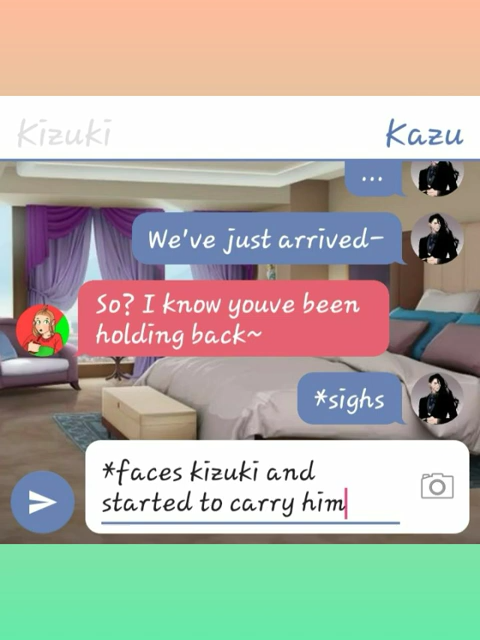 Kizuki
Kazu
...
We've just arrived-
So? I know youve been
holding back~
*sighs
*faces kizuki and
started to carry him